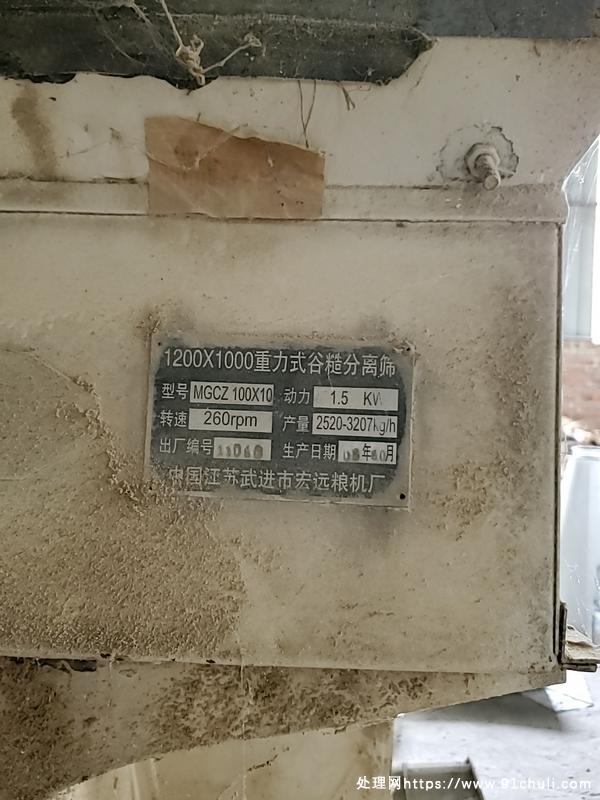 1200X1000重力式谷糙分离筛
型号 MGCZ 100X10 动力 1.5 KW
转速 260rpm 产量 2520-3207kg/h
出厂编号 生产日期 年 月
中国江苏武进市宏远粮机厂
处理网https://www.91chuli.com